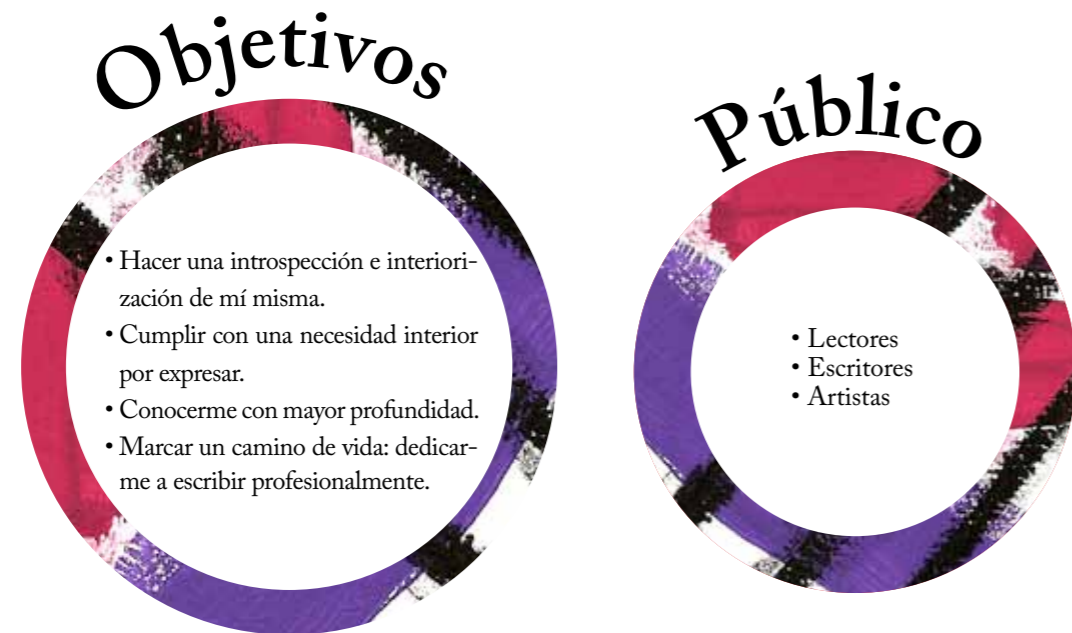 Objetivos
• Hacer una introspección e interiori-
zación de mí misma.
• Cumplir con una necesidad interior
por expresar.
• Conocerme con mayor profundidad.
• Marcar un camino de vida: dedicar-
me a escribir profesionalmente.
Público
• Lectores
• Escritores
• Artistas